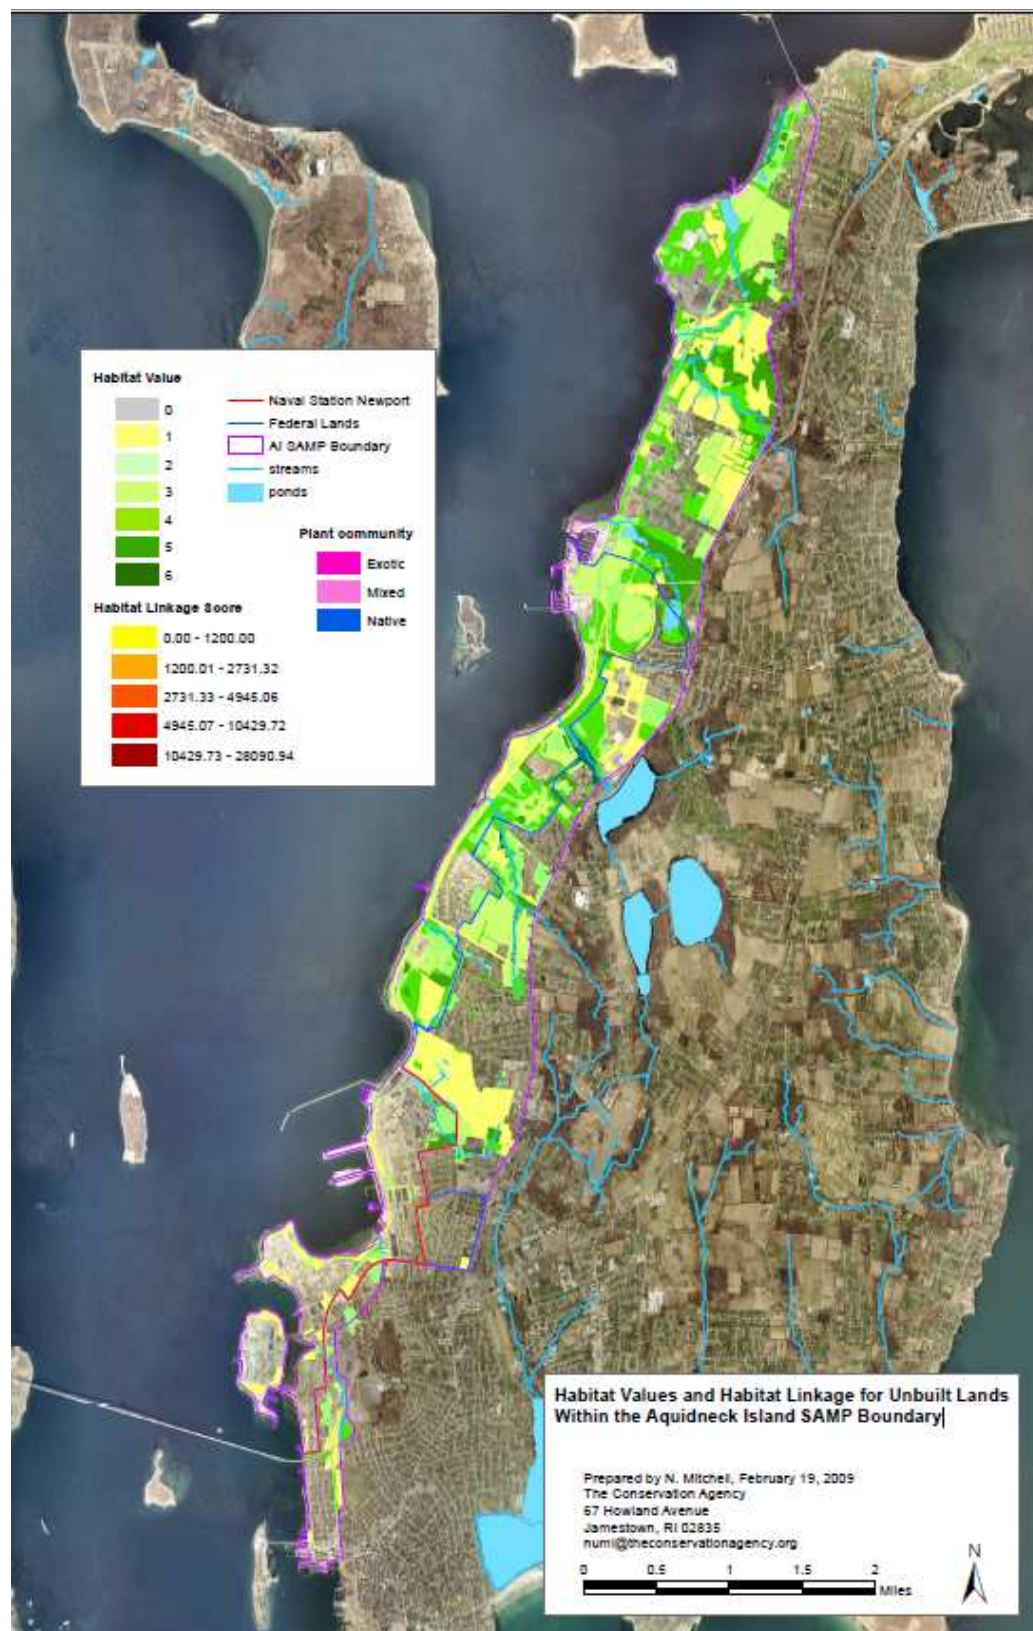 Habitat Value
0
1
2
3
4
5
6
Naval Station Newport
Federal Lands
AI SAMP Boundary
streams
ponds
Plant community
Exotic
Mixed
Native
Habitat Linkage Score
0.00 - 1200.00
1200.01 - 2731.32
2731.33 - 4945.06
4945.07 - 10429.72
10429.73 - 28090.94
Habitat Values and Habitat Linkage for Unbuilt Lands
Within the Aquidneck Island SAMP Boundary
Prepared by N. Mitchell, February 19, 2009
The Conservation Agency
67 Howland Avenue
Jamestown, RI 02835
numi@theconservationagency.org
N
0 0.5 1 1.5 2
Miles